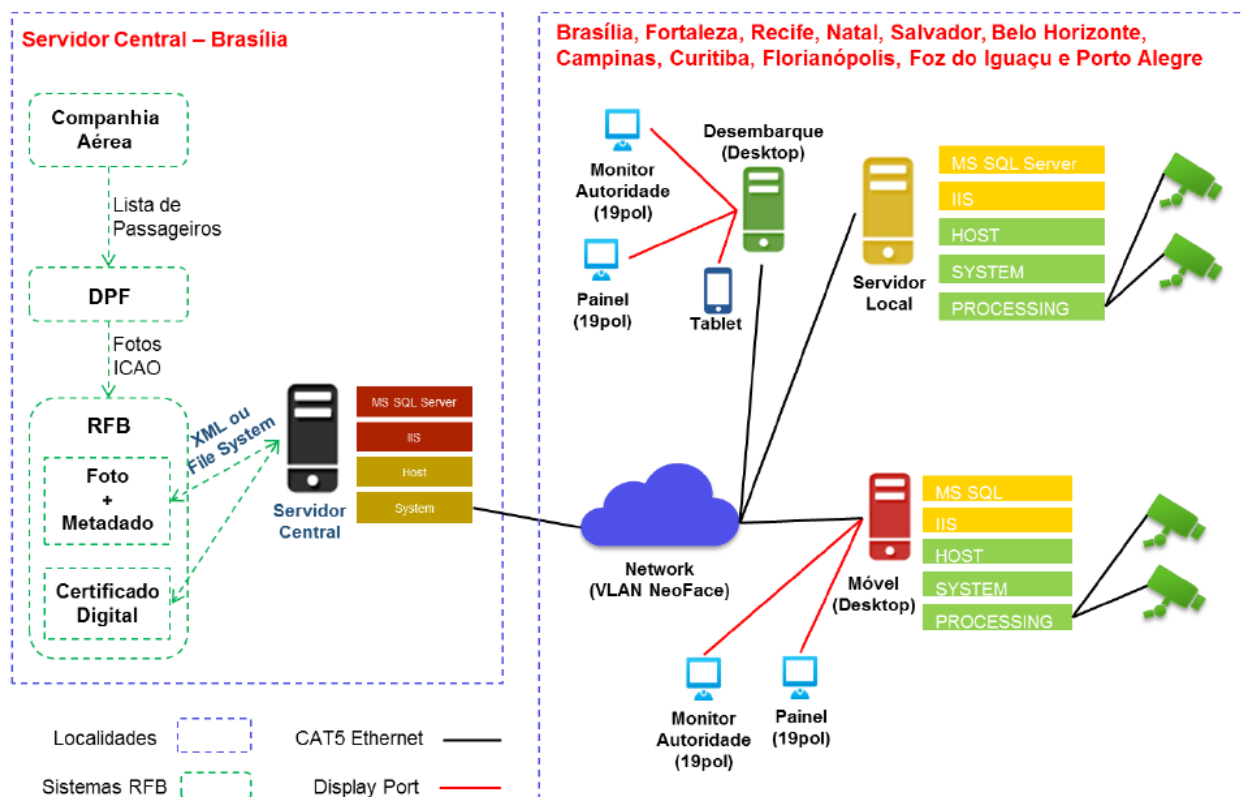 Servidor Central – Brasília
Companhia
Aérea
Lista de
Passageiros
DPF
Fotos
ICAO
RFB
Foto
+
Metadado
Certificado
Digital
XML ou
File System
Servidor
Central
MS SQL Server
IIS
Host
System
Brasília, Fortaleza, Recife, Natal, Salvador, Belo Horizonte,
Campinas, Curitiba, Florianópolis, Foz do Iguaçu e Porto Alegre
Monitor
Autoridade
(19pol)
Painel
(19pol)
Desembarque
(Desktop)
Tablet
Servidor
Local
MS SQL Server
IIS
HOST
SYSTEM
PROCESSING
Network
(VLAN NeoFace)
Móvel
(Desktop)
MS SQL
IIS
HOST
SYSTEM
PROCESSING
Monitor
Autoridade
(19pol)
Painel
(19pol)
Localidades
CAT5 Ethernet
Sistemas RFB
Display Port